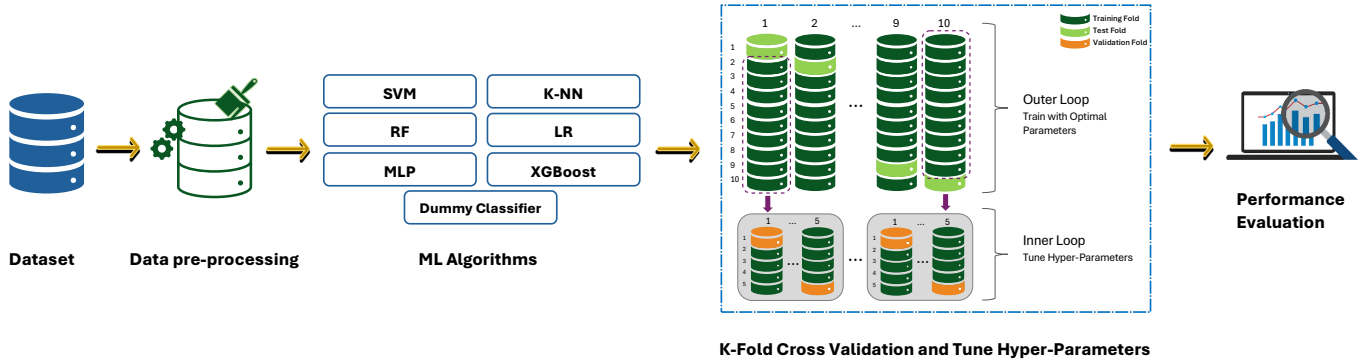 Dataset
Data pre-processing
SVM
K-NN
RF
LR
MLP
XGBoost
Dummy Classifier
ML Algorithms
1 2 ... 9 10
1
2
3
4
5
6
7
8
9
10
...
Training Fold
Test Fold
Validation Fold
Outer Loop
Train with Optimal
Parameters
1 ... 5
1
2
3
4
5
...
...
1 ... 5
1
2
3
4
5
...
Inner Loop
Tune Hyper-Parameters
K-Fold Cross Validation and Tune Hyper-Parameters
Performance
Evaluation